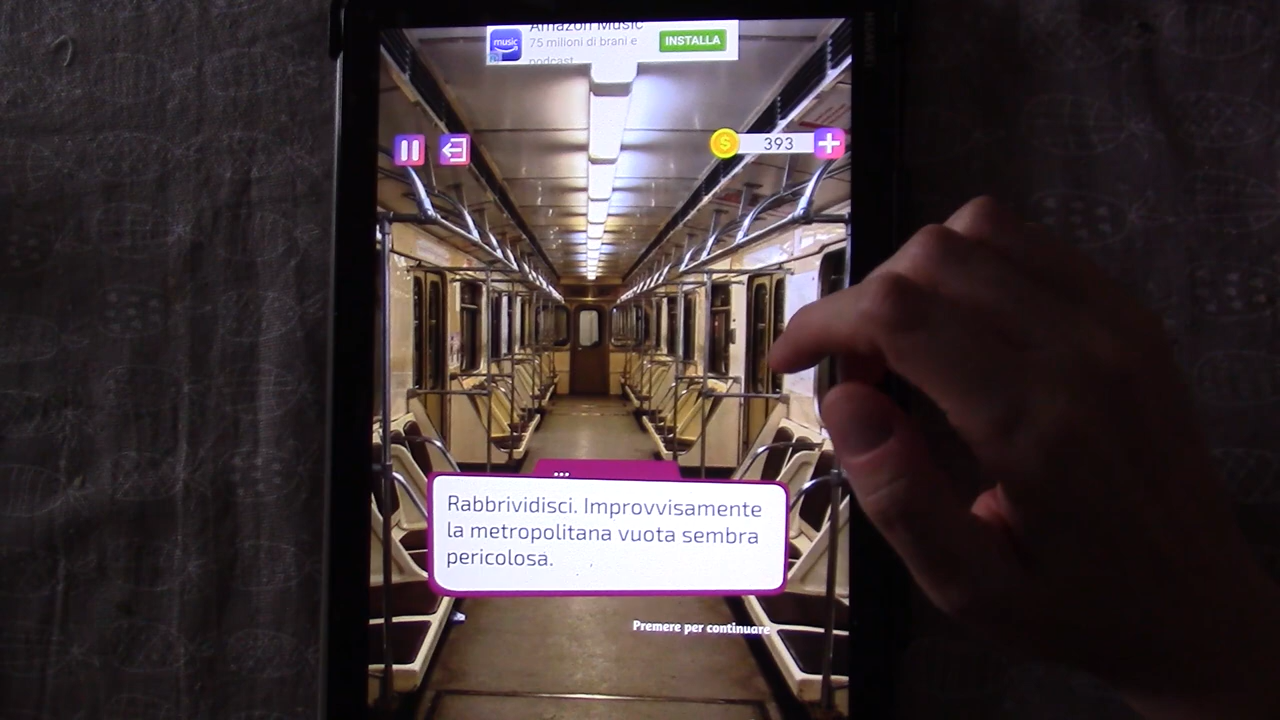 Amazon Music
music
75 milioni di brani e
podcast
INSTALLA
393
Rabbrividisci. Improvvisamente
la metropolitana vuota sembra
pericolosa.
Premere per continuare